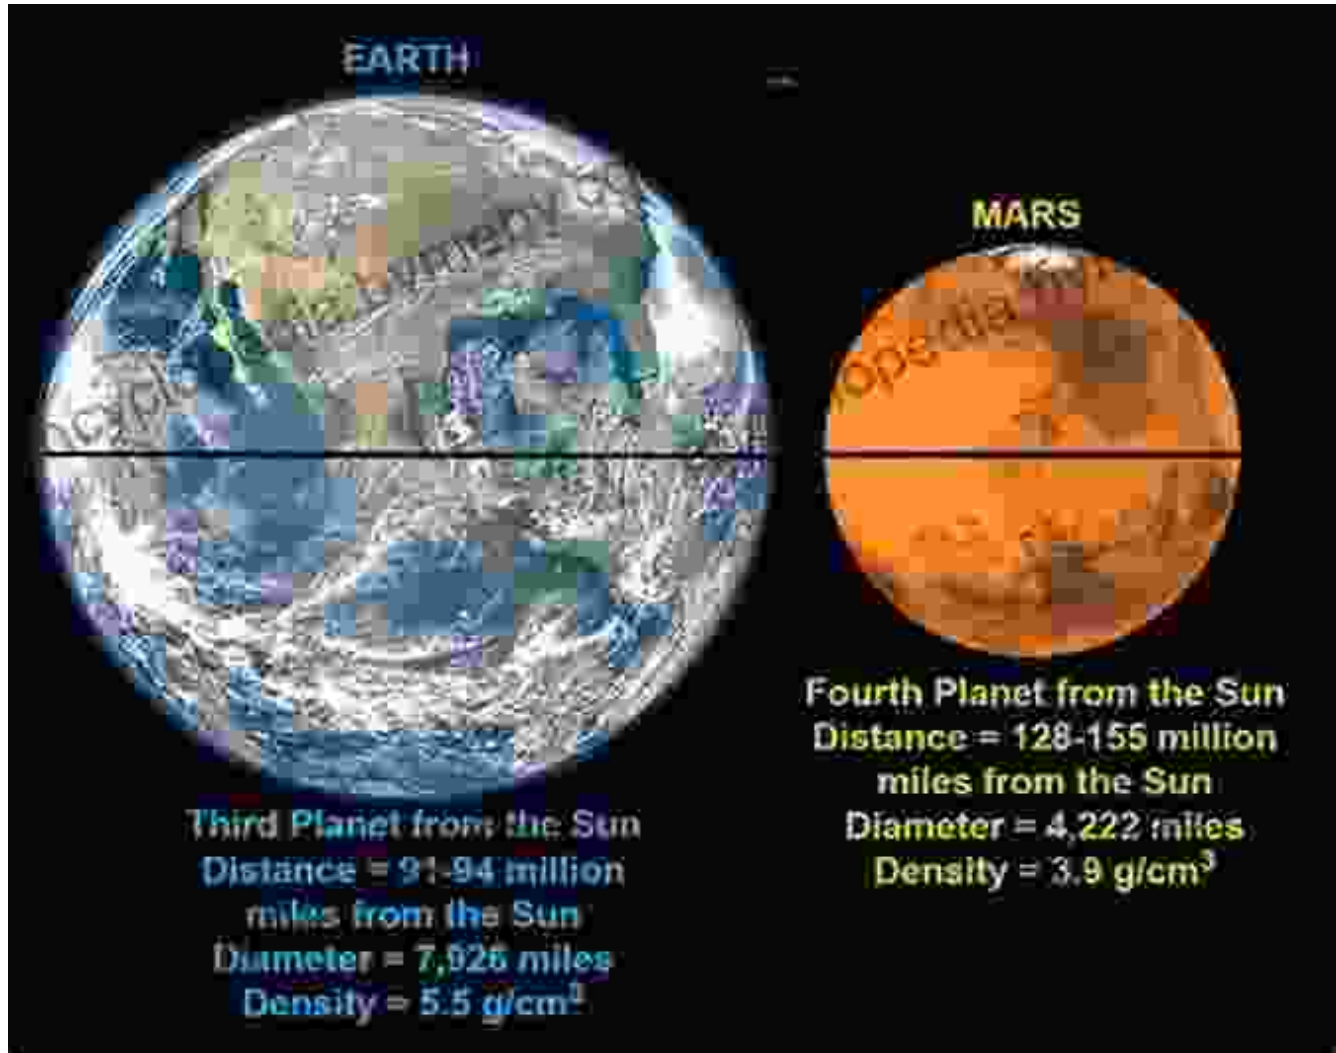 EARTH
Third Planet from the Sun
Distance = 91-94 million
miles from the Sun
Diameter = 7,926 miles
Density = 5.5 g/cm³
MARS
Fourth Planet from the Sun
Distance = 128-155 million
miles from the Sun
Diameter = 4,222 miles
Density = 3.9 g/cm³